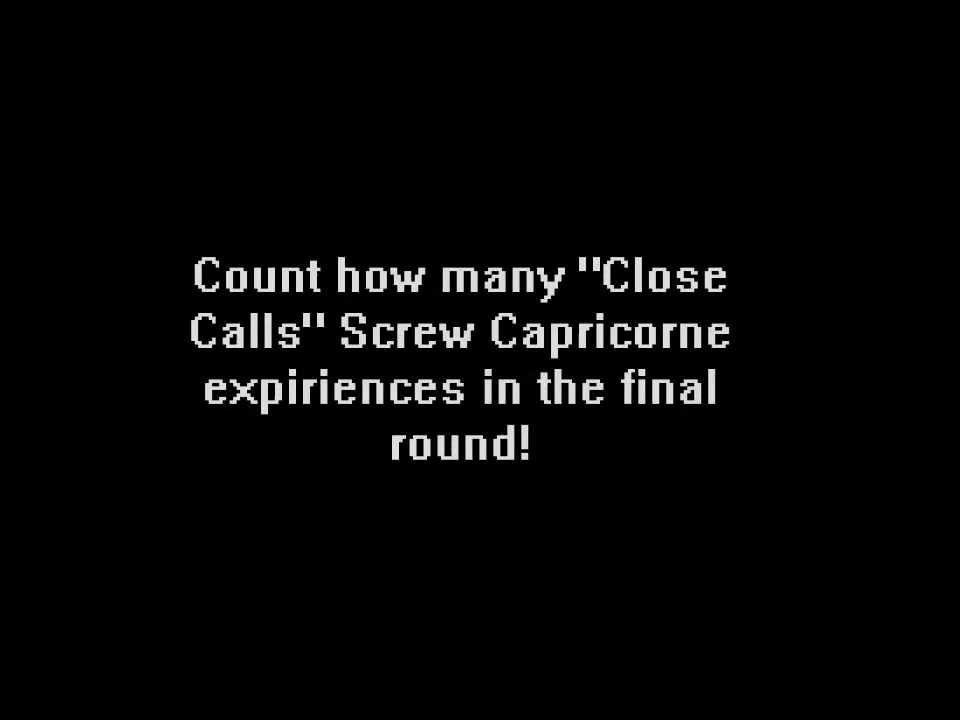 Count how many "Close
Calls" Screw Capricorne
expiriences in the final
round!